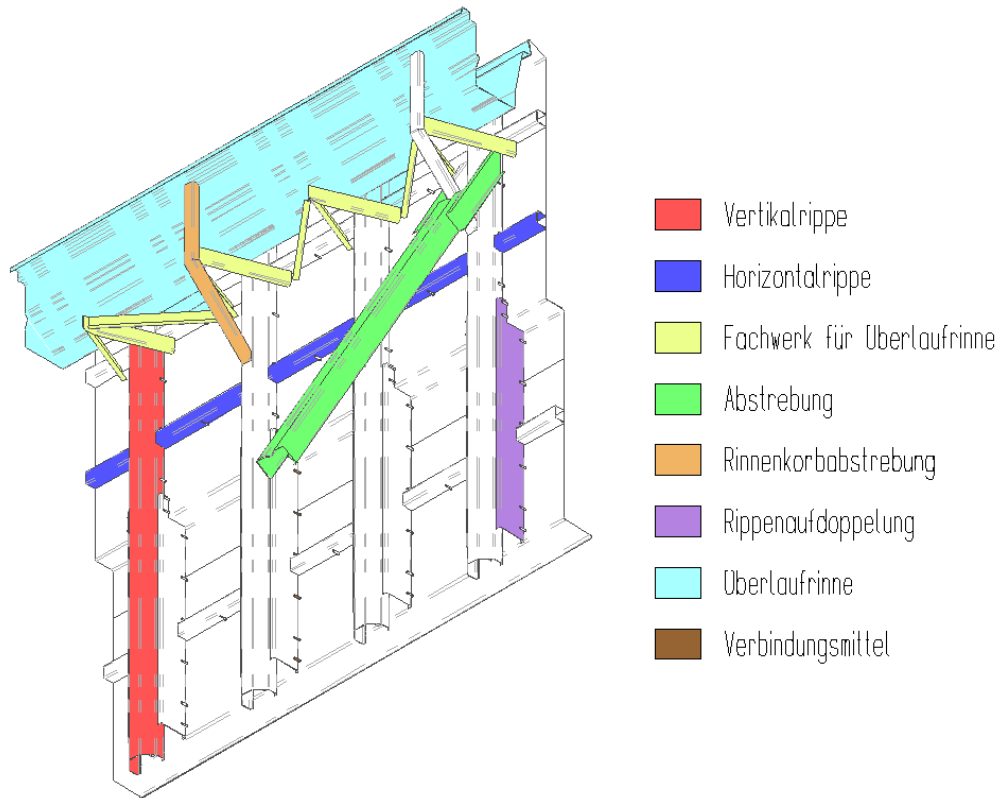 Vertikalrippe
Horizontalrippe
Fachwerk für Überlaufrinne
Abstrebung
Rinnenkorbabstrebung
Rippenaufdoppelung
Überlaufrinne
Verbindungsmittel